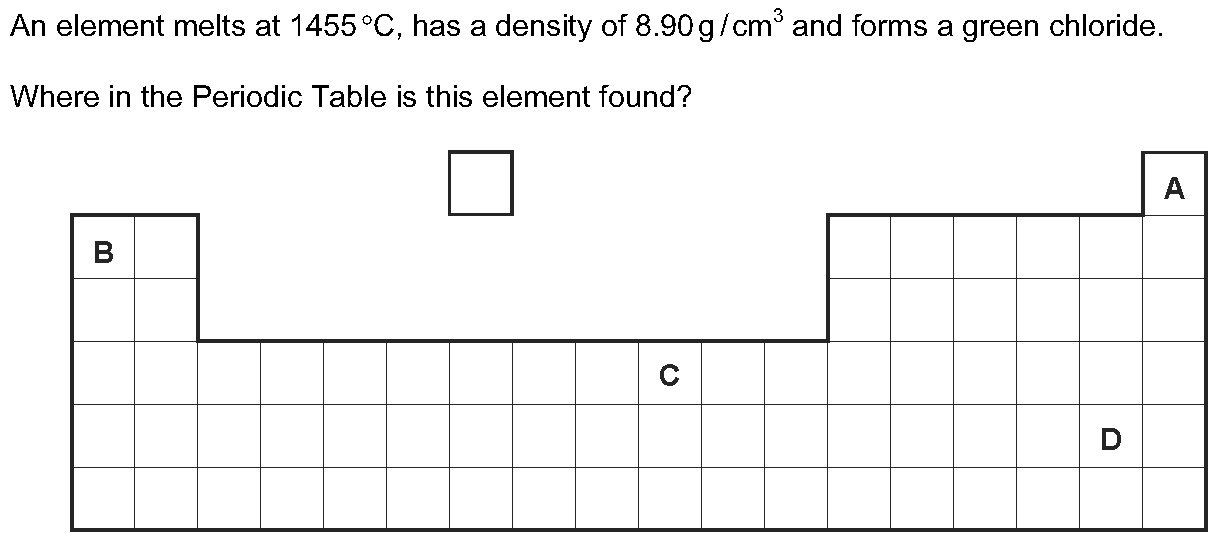 An element melts at 1455 °C, has a density of 8.90 g / cm³ and forms a green chloride.
Where in the Periodic Table is this element found?
A
B
C
D